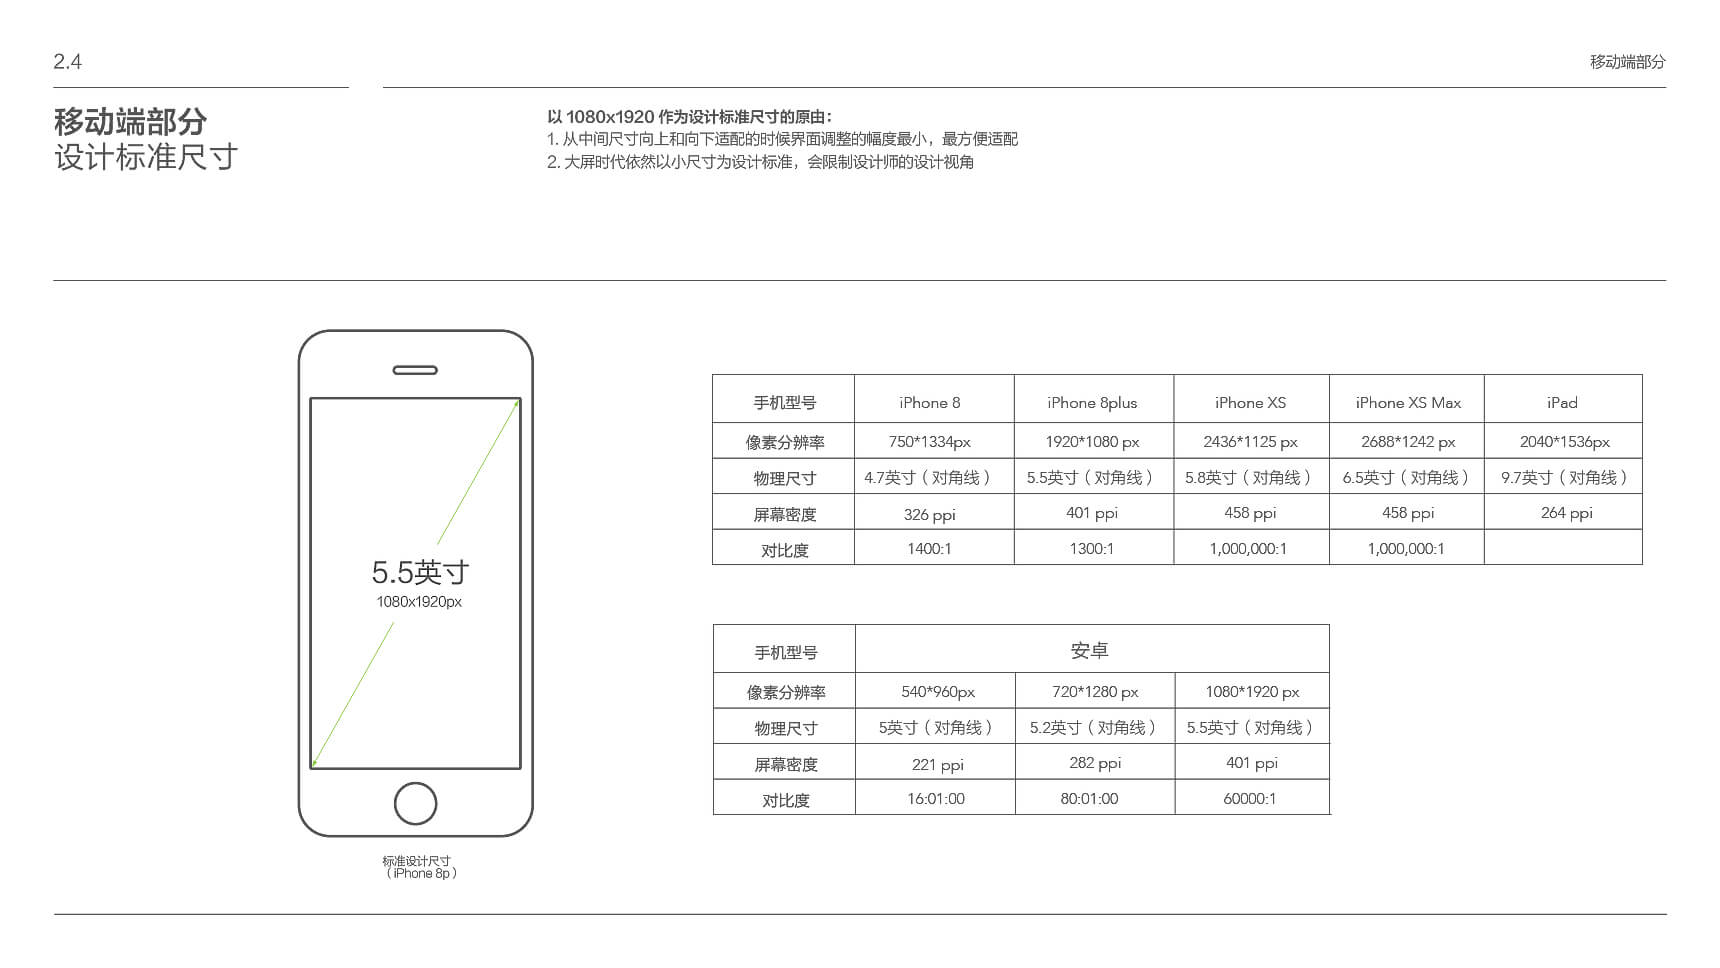 2.4
移动端部分
移动端部分
设计标准尺寸
以 1080x1920 作为设计标准尺寸的原由：
1. 从中间尺寸向上和向下适配的时候界面调整的幅度最小，最方便适配
2. 大屏时代依然以小尺寸为设计标准，会限制设计师的设计视角
5.5英寸
1080x1920px
标准设计尺寸
（iPhone 8p）
手机型号 iPhone 8 iPhone 8plus iPhone XS iPhone XS Max iPad
像素分辨率 750*1334px 1920*1080 px 2436*1125 px 2688*1242 px 2040*1536px
物理尺寸 4.7英寸（对角线） 5.5英寸（对角线） 5.8英寸（对角线） 6.5英寸（对角线） 9.7英寸（对角线）
屏幕密度 326 ppi 401 ppi 458 ppi 458 ppi 264 ppi
对比度 1400:1 1300:1 1,000,000:1 1,000,000:1
手机型号 安卓
像素分辨率 540*960px 720*1280 px 1080*1920 px
物理尺寸 5英寸（对角线） 5.2英寸（对角线） 5.5英寸（对角线）
屏幕密度 221 ppi 282 ppi 401 ppi
对比度 16:01:00 80:01:00 60000:1